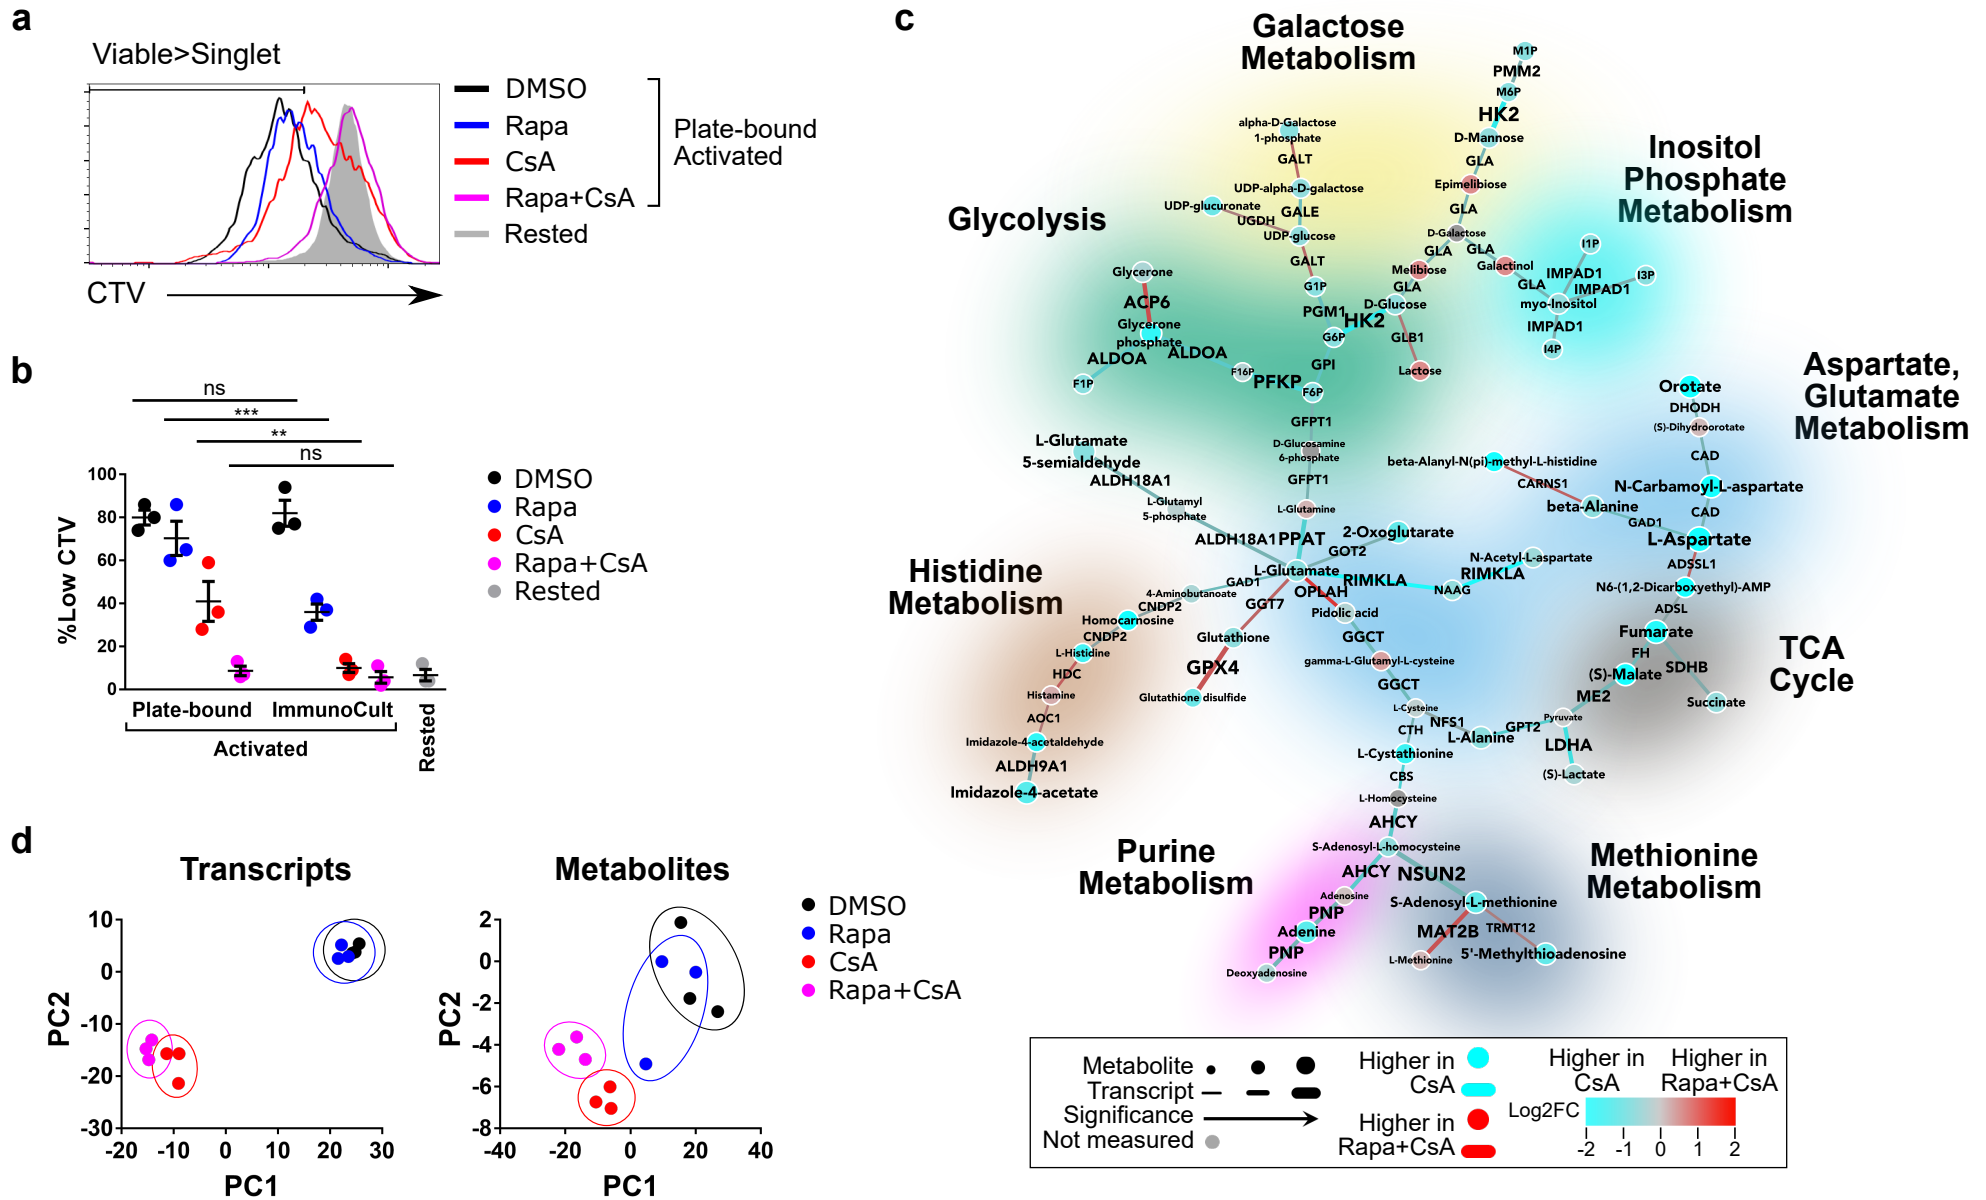 a
Viable>Singlet
DMSO
Rapa
CsA
Rapa+CsA
Rested
Plate-bound
Activated
CTV
b
ns
***
**
ns
%Low CTV
100
80
60
40
20
0
Plate-bound
ImmunoCult
Activated
Rested
DMSO
Rapa
CsA
Rapa+CsA
Rested
c
Galactose
Metabolism
Glycolysis
Inositol
Phosphate
Metabolism
Aspartate,
Glutamate
Metabolism
Histidine
Metabolism
TCA
Cycle
Purine
Metabolism
Methionine
Metabolism
M1P
PMM2
M6P
HK2
D-Mannose
GLA
Epimelibiose
GLA
D-Galactose
GLA
GLA
Melibiose
Galactinol
GLA
GLA
D-Glucose
GLB1
Lactose
alpha-D-Galactose
1-phosphate
GALT
UDP-alpha-D-galactose
UDP-glucuronate
UGDH
GALE
UDP-glucose
GALT
G1P
PGM1
HK2
G6P
GPI
I1P
IMPAD1
I3P
IMPAD1
myo-Inositol
IMPAD1
I4P
Glycerone
ACP6
Glycerone
phosphate
ALDOA
ALDOA
F1P
F16P
PFKP
F6P
GFPT1
D-Glucosamine
6-phosphate
GFPT1
L-Glutamine
PPAT
L-Glutamate
5-semialdehyde
ALDH18A1
L-Glutamyl
5-phosphate
ALDH18A1
L-Glutamate
2-Oxoglutarate
GOT2
RIMKLA
NAAG
RIMKLA
N-Acetyl-L-aspartate
OPLAH
Pidolic acid
GGCT
gamma-L-Glutamyl-L-cysteine
GGCT
L-Cysteine
GAD1
4-Aminobutanoate
CNDP2
Homocarnosine
CNDP2
L-Histidine
HDC
Histamine
AOC1
Imidazole-4-acetaldehyde
ALDH9A1
Imidazole-4-acetate
GGT7
Glutathione
GPX4
Glutathione disulfide
Orotate
DHODH
(S)-Dihydroorotate
CAD
N-Carbamoyl-L-aspartate
CAD
beta-Alanyl-N(pi)-methyl-L-histidine
CARNS1
beta-Alanine
GAD1
L-Aspartate
ADSSL1
N6-(1,2-Dicarboxyethyl)-AMP
ADSL
Fumarate
FH
(S)-Malate
SDHB
ME2
Succinate
Pyruvate
LDHA
(S)-Lactate
GPT2
L-Alanine
NFS1
CTH
L-Cystathionine
CBS
L-Homocysteine
AHCY
S-Adenosyl-L-homocysteine
AHCY
NSUN2
Adenosine
PNP
Adenine
PNP
Deoxyadenosine
S-Adenosyl-L-methionine
MAT2B
TRMT12
L-Methionine
5'-Methylthioadenosine
Metabolite
Transcript
Significance
Not measured
Higher in
CsA
Higher in
Rapa+CsA
Higher in
CsA
Higher in
Rapa+CsA
Log2FC
-2 -1 0 1 2
d
Transcripts
PC2
10
0
-10
-20
-30
-20 -10 0 10 20 30
PC1
Metabolites
PC2
2
0
-2
-4
-6
-8
-40 -20 0 20 40
PC1
DMSO
Rapa
CsA
Rapa+CsA